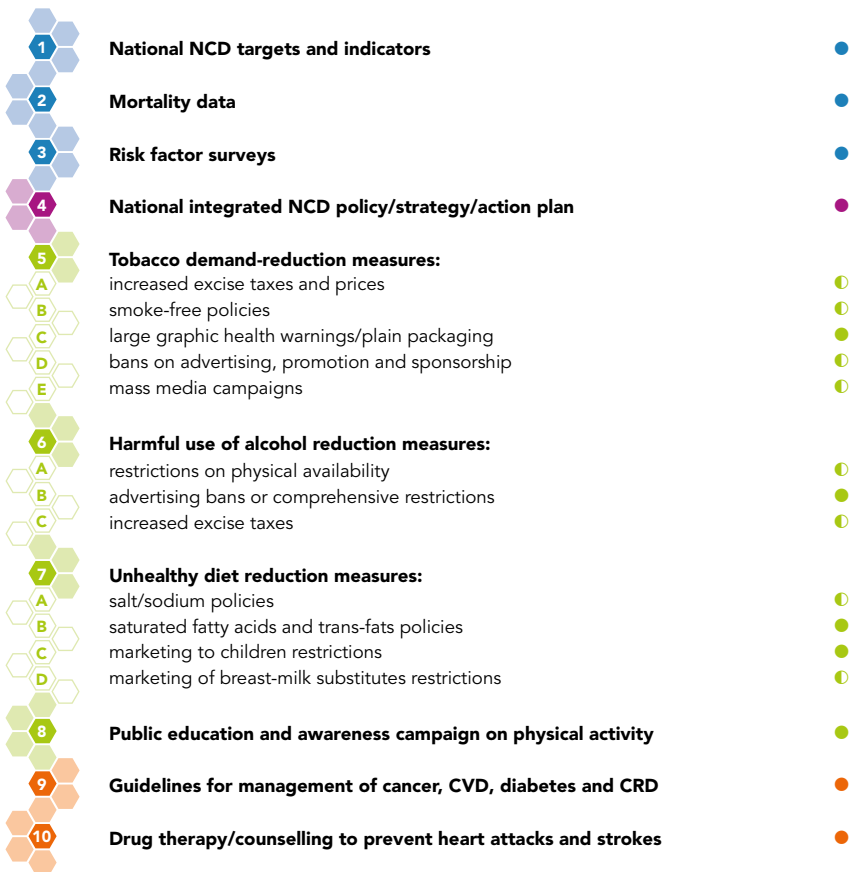 1 National NCD targets and indicators
2 Mortality data
3 Risk factor surveys
4 National integrated NCD policy/strategy/action plan
5 Tobacco demand-reduction measures:
A increased excise taxes and prices
B smoke-free policies
C large graphic health warnings/plain packaging
D bans on advertising, promotion and sponsorship
E mass media campaigns
6 Harmful use of alcohol reduction measures:
A restrictions on physical availability
B advertising bans or comprehensive restrictions
C increased excise taxes
7 Unhealthy diet reduction measures:
A salt/sodium policies
B saturated fatty acids and trans-fats policies
C marketing to children restrictions
D marketing of breast-milk substitutes restrictions
8 Public education and awareness campaign on physical activity
9 Guidelines for management of cancer, CVD, diabetes and CRD
10 Drug therapy/counselling to prevent heart attacks and strokes